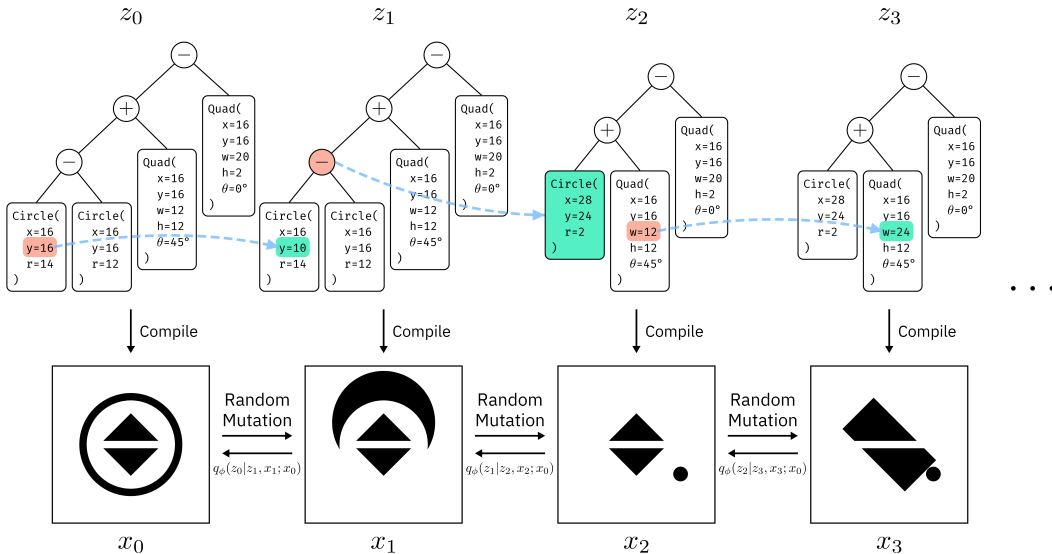 z₀
z₁
z₂
z₃
−
+
−
Circle(
x=16
y=16
r=14
)
Circle(
x=16
y=16
r=12
)
Quad(
x=16
y=16
w=12
h=12
θ=45°
)
Quad(
x=16
y=16
w=20
h=2
θ=0°
)
−
+
−
Circle(
x=16
y=10
r=14
)
Circle(
x=16
y=16
r=12
)
Quad(
x=16
y=16
w=12
h=12
θ=45°
)
Quad(
x=16
y=16
w=20
h=2
θ=0°
)
−
+
Circle(
x=28
y=24
r=2
)
Quad(
x=16
y=16
w=12
h=12
θ=45°
)
Quad(
x=16
y=16
w=20
h=2
θ=0°
)
−
+
Circle(
x=28
y=24
r=2
)
Quad(
x=16
y=16
w=24
h=12
θ=45°
)
Quad(
x=16
y=16
w=20
h=2
θ=0°
)
...
Compile
Compile
Compile
Compile
Random
Mutation
qϕ(z₀|z₁, x₁; x₀)
Random
Mutation
qϕ(z₁|z₂, x₂; x₀)
Random
Mutation
qϕ(z₂|z₃, x₃; x₀)
x₀
x₁
x₂
x₃